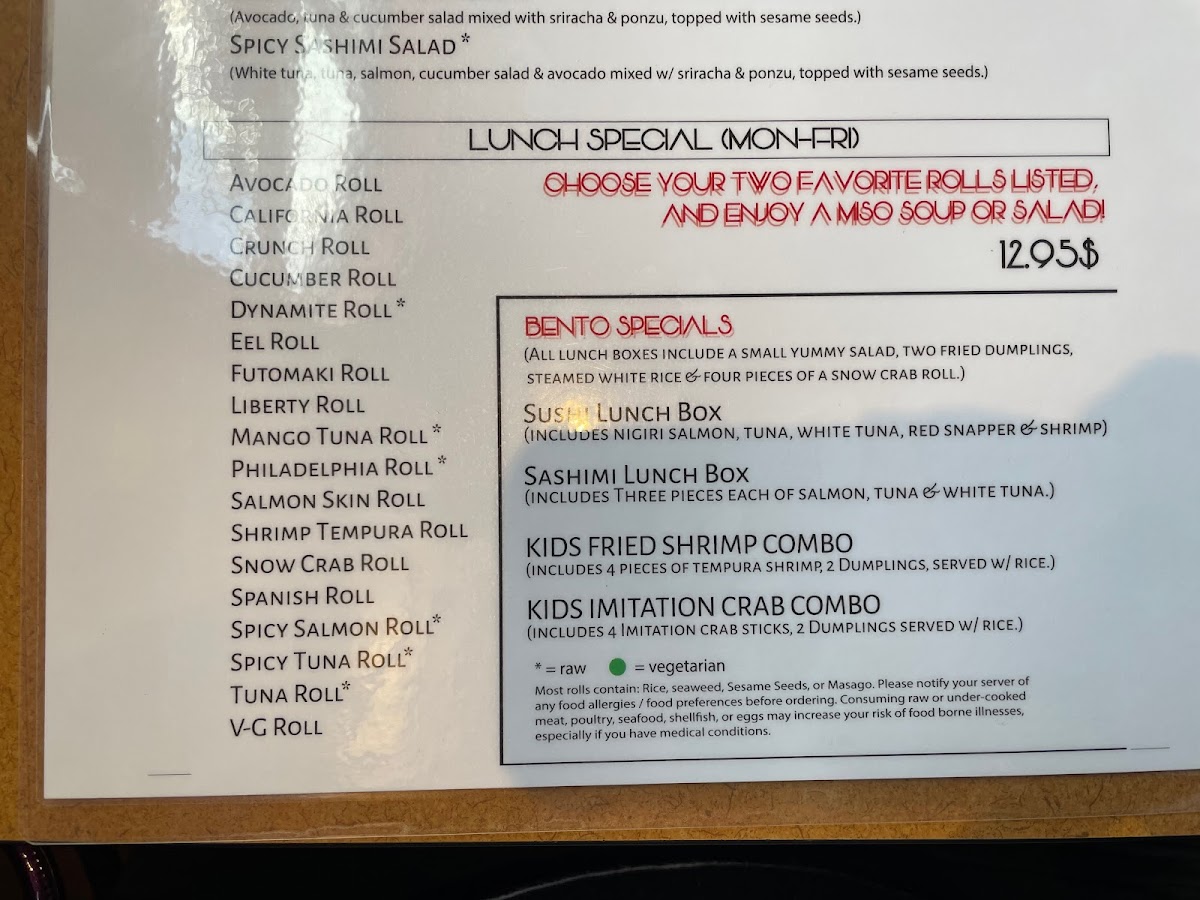 (Avocado, tuna & cucumber salad mixed with sriracha & ponzu, topped with sesame seeds.)
Spicy Sashimi Salad*
(White tuna, tuna, salmon, cucumber salad & avocado mixed w/ sriracha & ponzu, topped with sesame seeds.)
LUNCH SPECIAL (MON-FRI)
Avocado Roll
California Roll
Crunch Roll
Cucumber Roll
Dynamite Roll*
Eel Roll
Futomaki Roll
Liberty Roll
Mango Tuna Roll*
Philadelphia Roll*
Salmon Skin Roll
Shrimp Tempura Roll
Snow Crab Roll
Spanish Roll
Spicy Salmon Roll*
Spicy Tuna Roll*
Tuna Roll*
V-G Roll
CHOOSE YOUR TWO FAVORITE ROLLS LISTED,
AND ENJOY A MISO SOUP OR SALAD!
12.95$
BENTO SPECIALS
(All lunch boxes include a small yummy salad, two fried dumplings,
steamed white rice & four pieces of a snow crab roll.)
Sushi Lunch Box
(includes nigiri salmon, tuna, white tuna, red snapper & shrimp)
Sashimi Lunch Box
(includes Three pieces each of salmon, tuna & white tuna.)
KIDS FRIED SHRIMP COMBO
(includes 4 pieces of tempura shrimp, 2 Dumplings, served w/ rice.)
KIDS IMITATION CRAB COMBO
(includes 4 Imitation crab sticks, 2 Dumplings served w/ rice.)
* = raw = vegetarian
Most rolls contain: Rice, seaweed, Sesame Seeds, or Masago. Please notify your server of
any food allergies / food preferences before ordering. Consuming raw or under-cooked
meat, poultry, seafood, shellfish, or eggs may increase your risk of food borne illnesses,
especially if you have medical conditions.